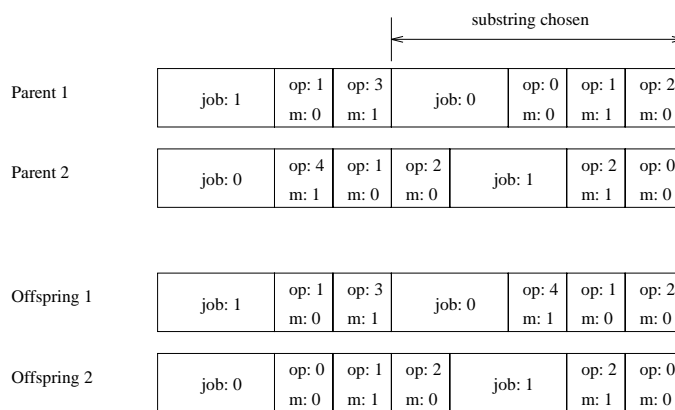 substring chosen
Parent 1
job: 1
op: 1
m: 0
op: 3
m: 1
job: 0
op: 0
m: 0
op: 1
m: 1
op: 2
m: 0
Parent 2
job: 0
op: 4
m: 1
op: 1
m: 0
op: 2
m: 0
job: 1
op: 2
m: 1
op: 0
m: 0
Offspring 1
job: 1
op: 1
m: 0
op: 3
m: 1
job: 0
op: 4
m: 1
op: 1
m: 0
op: 2
m: 0
Offspring 2
job: 0
op: 0
m: 0
op: 1
m: 1
op: 2
m: 0
job: 1
op: 2
m: 1
op: 0
m: 0